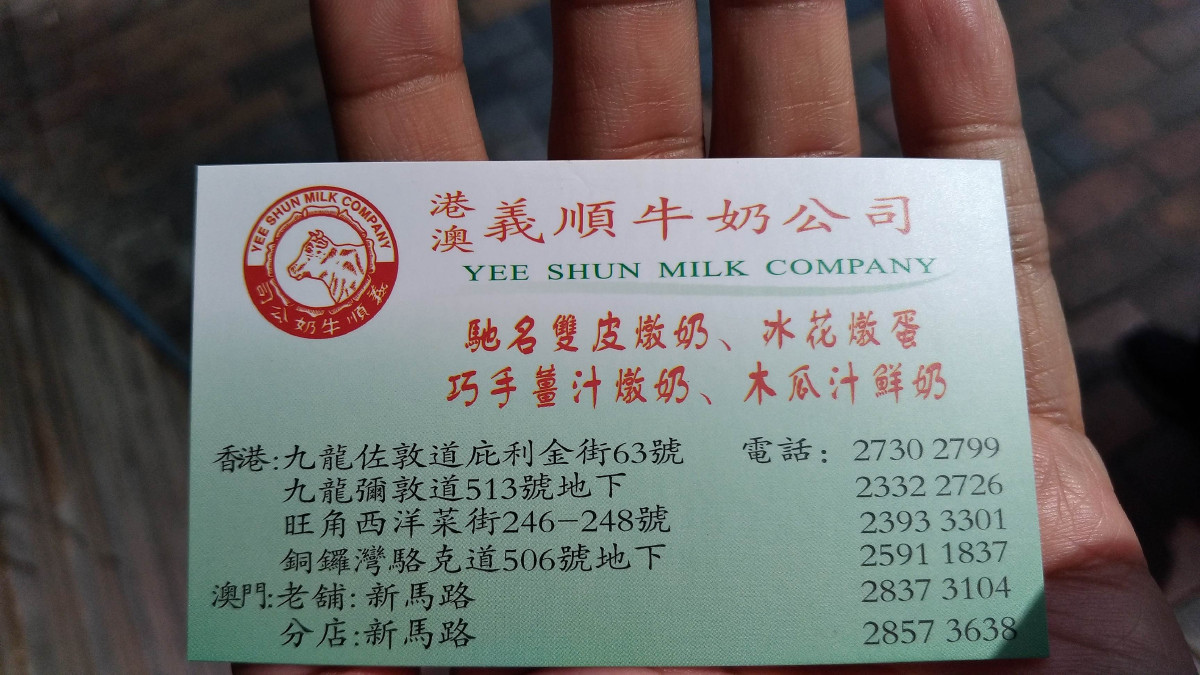 YEE SHUN MILK COMPANY
司公奶牛順義
港澳 義順牛奶公司
YEE SHUN MILK COMPANY
馳名雙皮燉奶、冰花燉蛋
巧手薑汁燉奶、木瓜汁鮮奶
香港:九龍佐敦道庇利金街63號 電話: 2730 2799
九龍彌敦道513號地下 2332 2726
旺角西洋菜街246-248號 2393 3301
銅鑼灣駱克道506號地下 2591 1837
澳門:老舖:新馬路 2837 3104
分店:新馬路 2857 3638